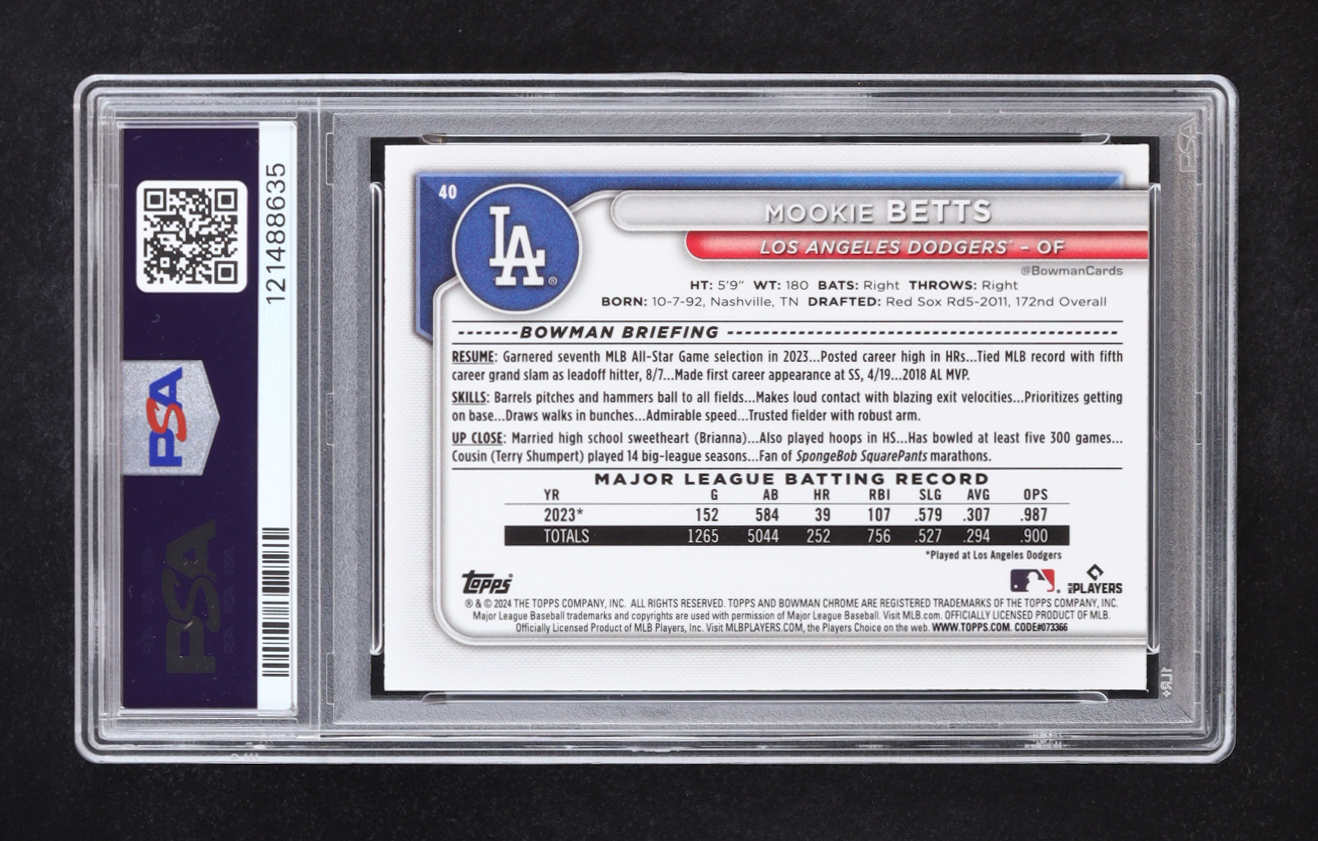 121488635
PSA
PSA
40
LA®
MOOKIE BETTS
LOS ANGELES DODGERS™ – OF
@BowmanCards
HT: 5'9" WT: 180 BATS: Right THROWS: Right
BORN: 10-7-92, Nashville, TN DRAFTED: Red Sox Rd5-2011, 172nd Overall
BOWMAN BRIEFING
RESUME: Garnered seventh MLB All-Star Game selection in 2023...Posted career high in HRs...Tied MLB record with fifth
career grand slam as leadoff hitter, 8/7...Made first career appearance at SS, 4/19...2018 AL MVP.
SKILLS: Barrels pitches and hammers ball to all fields...Makes loud contact with blazing exit velocities...Prioritizes getting
on base...Draws walks in bunches...Admirable speed...Trusted fielder with robust arm.
UP CLOSE: Married high school sweetheart (Brianna)...Also played hoops in HS...Has bowled at least five 300 games...
Cousin (Terry Shumpert) played 14 big-league seasons...Fan of SpongeBob SquarePants marathons.
MAJOR LEAGUE BATTING RECORD
YR G AB HR RBI SLG AVG OPS
2023* 152 584 39 107 .579 .307 .987
TOTALS 1265 5044 252 756 .527 .294 .900
*Played at Los Angeles Dodgers
Topps®
MLB PLAYERS
® & © 2024 THE TOPPS COMPANY, INC. ALL RIGHTS RESERVED. TOPPS AND BOWMAN CHROME ARE REGISTERED TRADEMARKS OF THE TOPPS COMPANY, INC.
Major League Baseball trademarks and copyrights are used with permission of Major League Baseball. Visit MLB.com. OFFICIALLY LICENSED PRODUCT OF MLB.
Officially Licensed Product of MLB Players, Inc. Visit MLBPLAYERS.COM, the Players Choice on the web. WWW.TOPPS.COM. CODE#073366
PSA